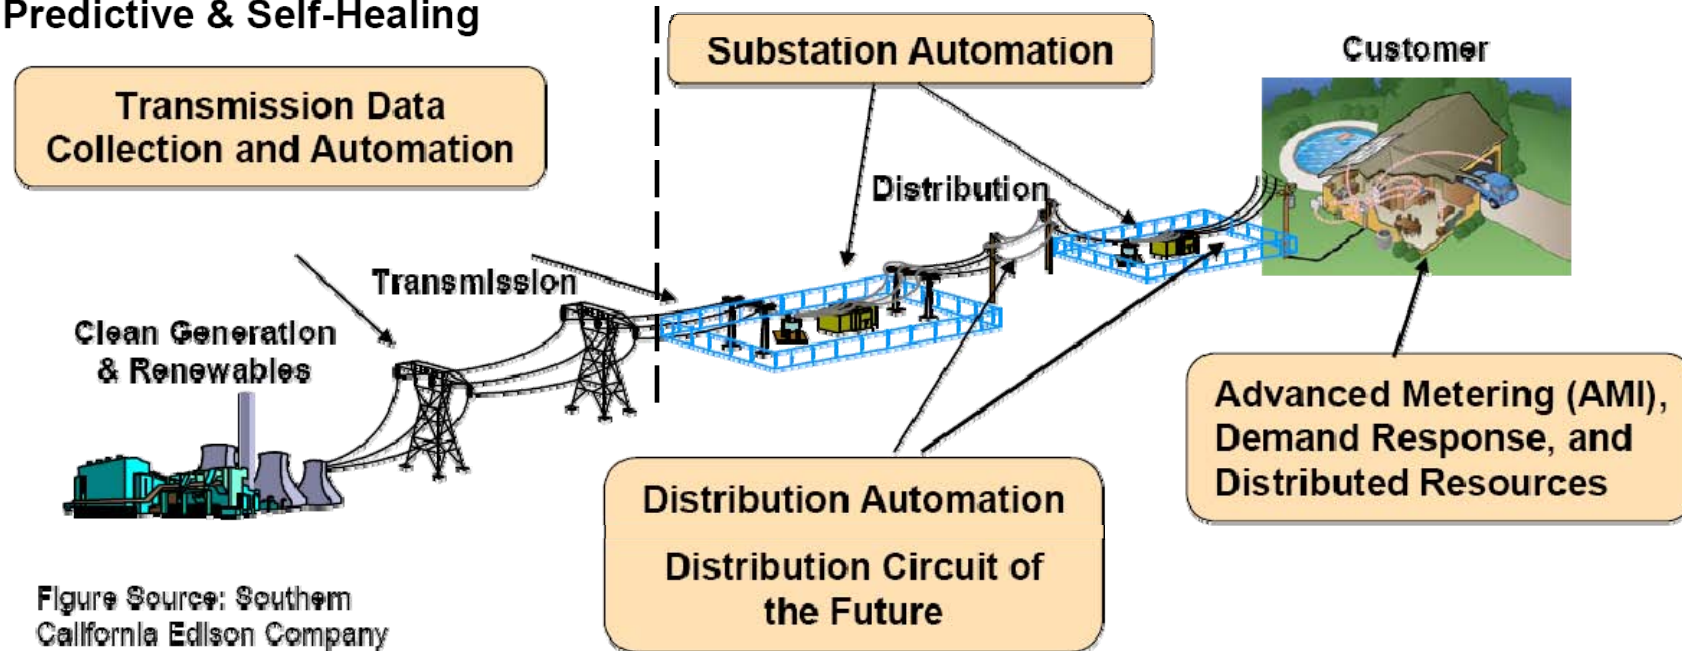 Predictive & Self-Healing
Transmission Data
Collection and Automation
Substation Automation
Customer
Distribution
Transmission
Clean Generation
& Renewables
Advanced Metering (AMI),
Demand Response, and
Distributed Resources
Distribution Automation
Distribution Circuit of
the Future
Figure Source: Southern
California Edison Company